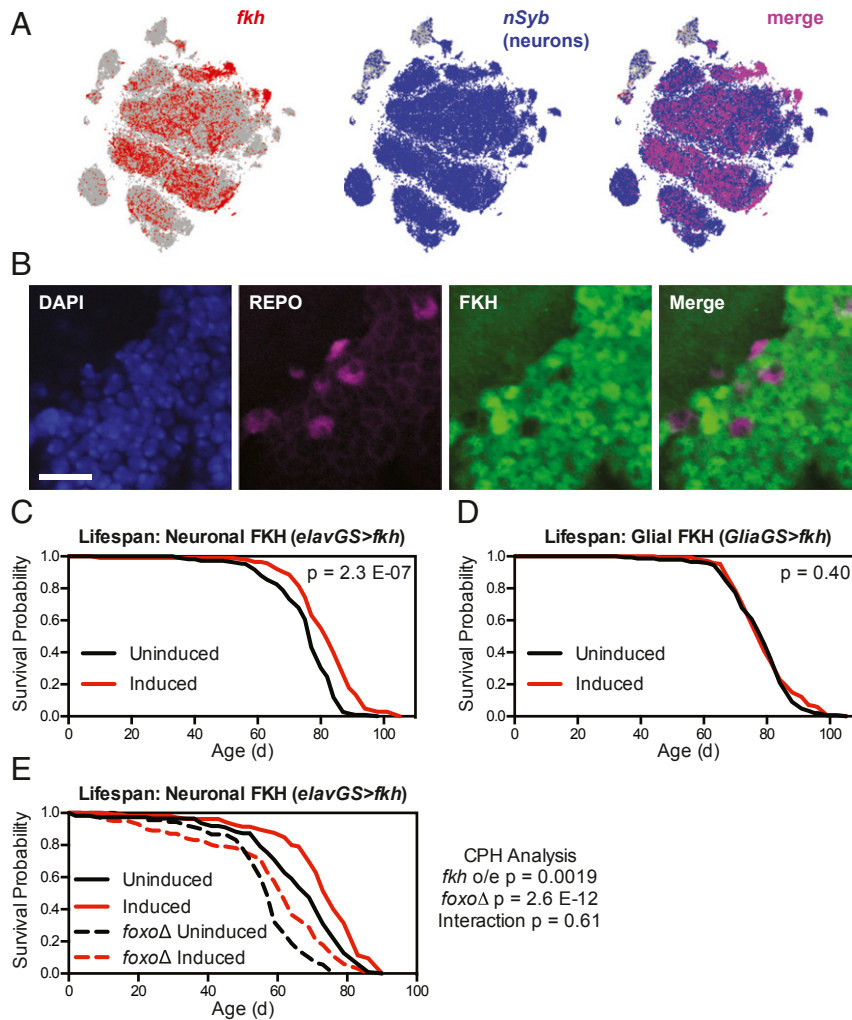 A
fkh
nSyb
(neurons)
merge
B
DAPI
REPO
FKH
Merge
C
Lifespan: Neuronal FKH (elavGS>fkh)
p = 2.3 E-07
Survival Probability
1.0
0.8
0.6
0.4
0.2
0.0
Uninduced
Induced
0 20 40 60 80 100
Age (d)
D
Lifespan: Glial FKH (GliaGS>fkh)
p = 0.40
Survival Probability
1.0
0.8
0.6
0.4
0.2
0.0
Uninduced
Induced
0 20 40 60 80 100
Age (d)
E
Lifespan: Neuronal FKH (elavGS>fkh)
Survival Probability
1.0
0.8
0.6
0.4
0.2
0.0
Uninduced
Induced
foxoΔ Uninduced
foxoΔ Induced
0 20 40 60 80 100
Age (d)
CPH Analysis
fkh o/e p = 0.0019
foxoΔ p = 2.6 E-12
Interaction p = 0.61